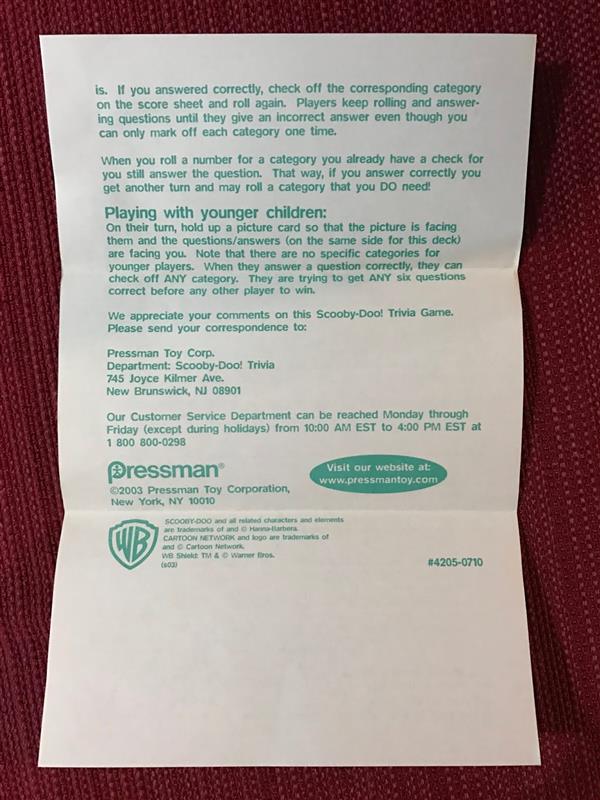 is.  If you answered correctly, check off the corresponding category
on the score sheet and roll again.  Players keep rolling and answer-
ing questions until they give an incorrect answer even though you
can only mark off each category one time.
When you roll a number for a category you already have a check for
you still answer the question.  That way, if you answer correctly you
get another turn and may roll a category that you DO need!
Playing with younger children:
On their turn, hold up a picture card so that the picture is facing
them and the questions/answers (on the same side for this deck)
are facing you.  Note that there are no specific categories for
younger players.  When they answer a question correctly, they can
check off ANY category.  They are trying to get ANY six questions
correct before any other player to win.
We appreciate your comments on this Scooby-Doo! Trivia Game.
Please send your correspondence to:
Pressman Toy Corp.
Department: Scooby-Doo! Trivia
745 Joyce Kilmer Ave.
New Brunswick, NJ 08901
Our Customer Service Department can be reached Monday through
Friday (except during holidays) from 10:00 AM EST to 4:00 PM EST at
1 800 800-0298
Pressman®
Visit our website at:
www.pressmantoy.com
©2003 Pressman Toy Corporation,
New York, NY 10010
WB
SCOOBY-DOO and all related characters and elements
are trademarks of and © Hanna-Barbera.
CARTOON NETWORK and logo are trademarks of
and © Cartoon Network.
WB Shield: TM & © Warner Bros.
(s03)
#4205-0710